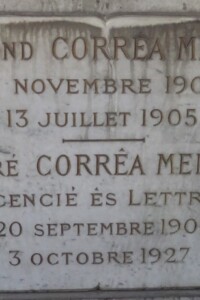 ND CORRÊA ME
NOVEMBRE 190
13 JUILLET 1905
RÉ CORRÊA MEN
GENCIÉ ÉS LETTR
20 SEPTEMBRE 190
3 OCTOBRE 1927